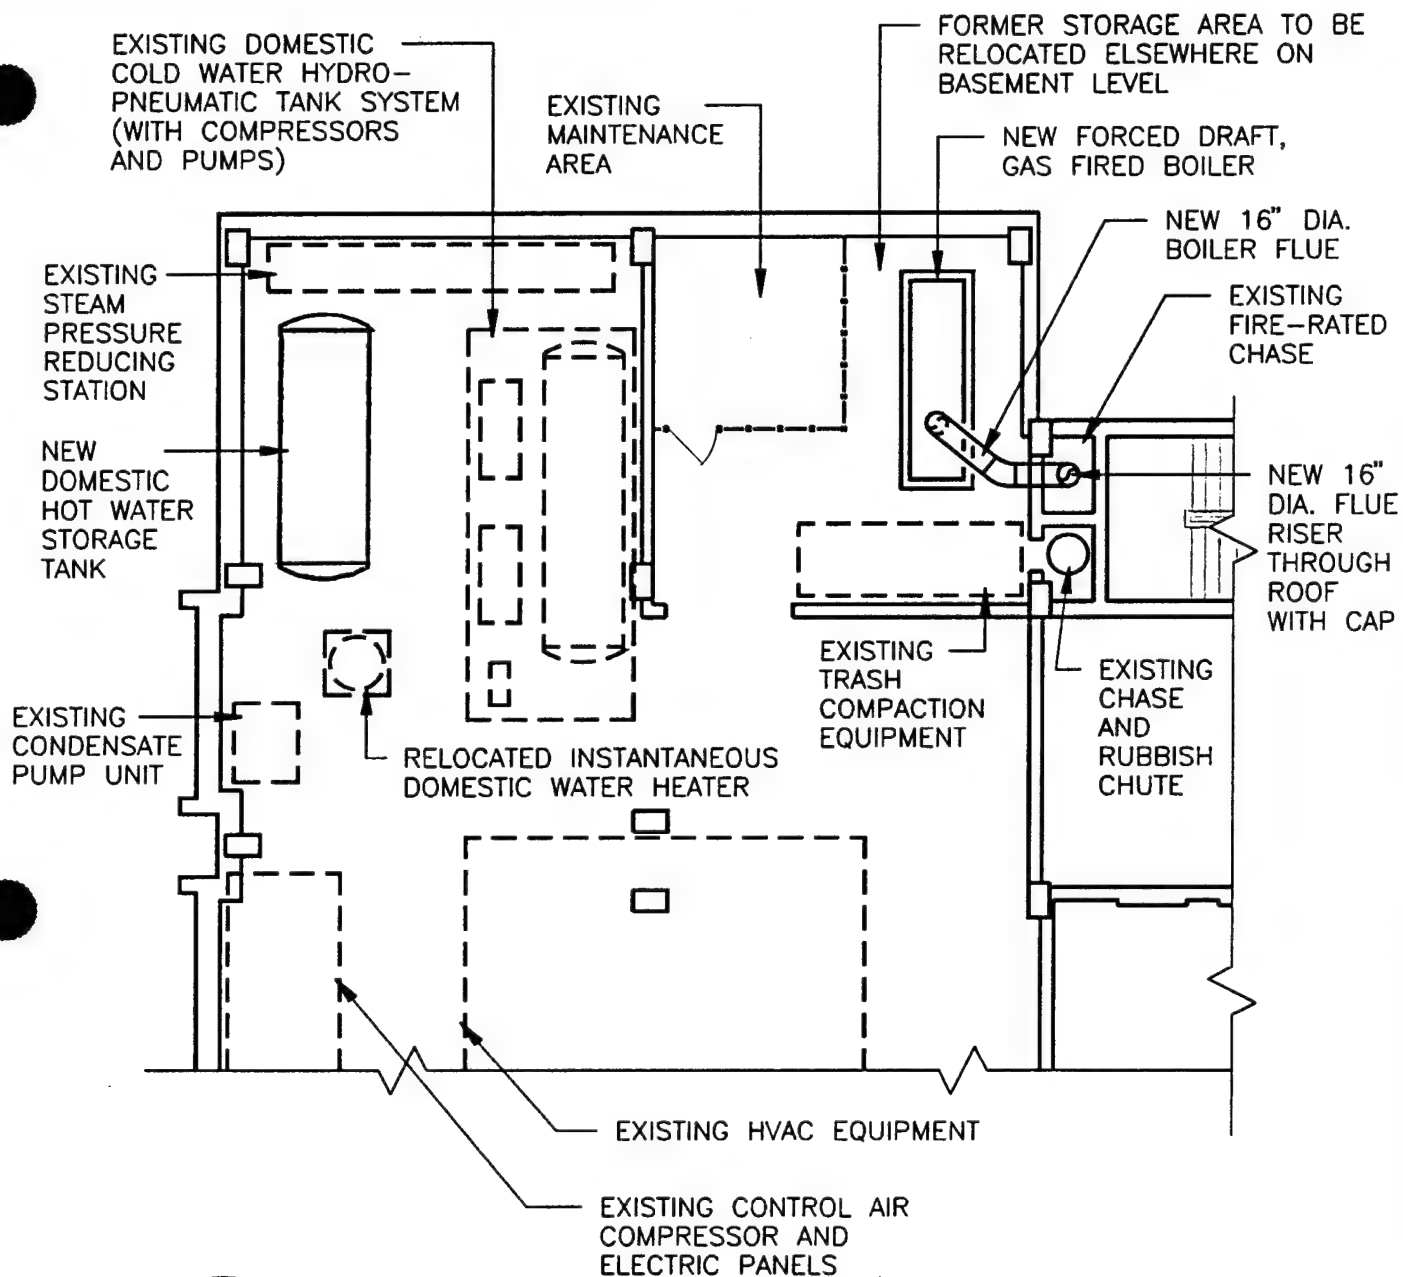 EXISTING DOMESTIC
COLD WATER HYDRO-
PNEUMATIC TANK SYSTEM
(WITH COMPRESSORS
AND PUMPS)
EXISTING
MAINTENANCE
AREA
FORMER STORAGE AREA TO BE
RELOCATED ELSEWHERE ON
BASEMENT LEVEL
NEW FORCED DRAFT,
GAS FIRED BOILER
NEW 16" DIA.
BOILER FLUE
EXISTING
FIRE-RATED
CHASE
EXISTING
STEAM
PRESSURE
REDUCING
STATION
NEW
DOMESTIC
HOT WATER
STORAGE
TANK
NEW 16"
DIA. FLUE
RISER
THROUGH
ROOF
WITH CAP
EXISTING
TRASH
COMPACTION
EQUIPMENT
EXISTING
CHASE
AND
RUBBISH
CHUTE
EXISTING
CONDENSATE
PUMP UNIT
RELOCATED INSTANTANEOUS
DOMESTIC WATER HEATER
EXISTING HVAC EQUIPMENT
EXISTING CONTROL AIR
COMPRESSOR AND
ELECTRIC PANELS